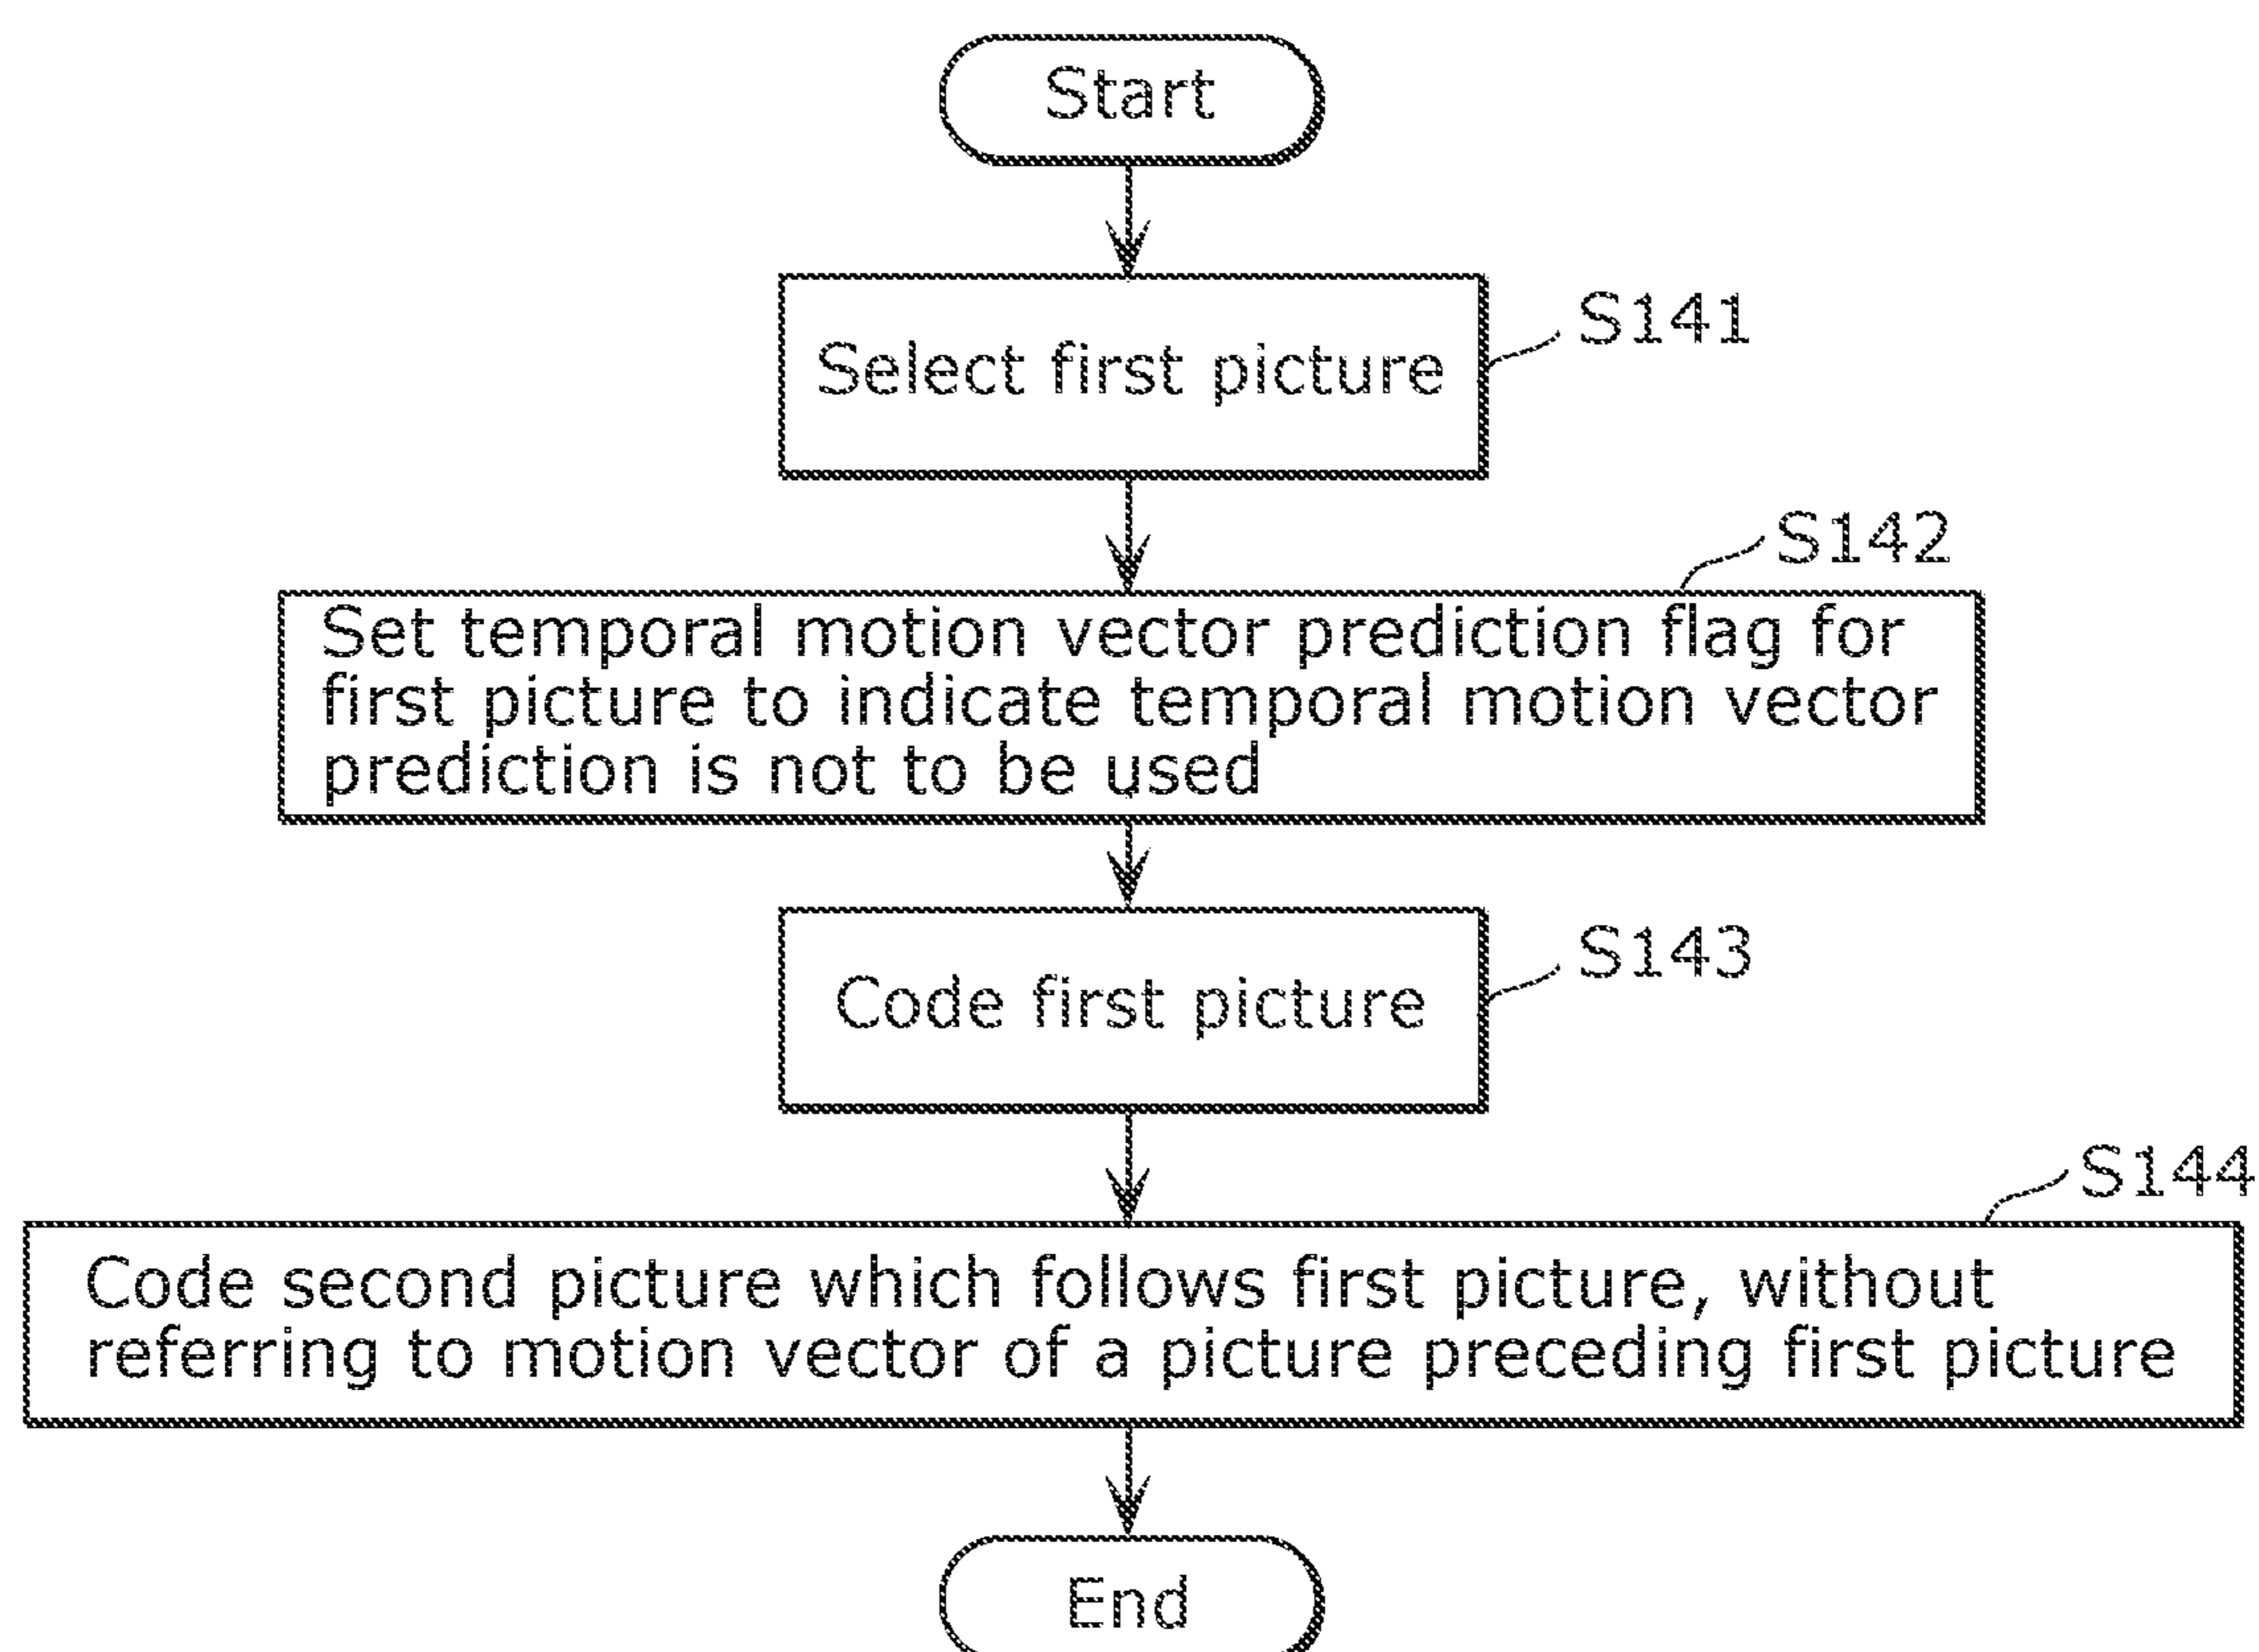 Start
S141
Select first picture
S142
Set temporal motion vector prediction flag for
first picture to indicate temporal motion vector
prediction is not to be used
S143
Code first picture
S144
Code second picture which follows first picture, without
referring to motion vector of a picture preceding first picture
End